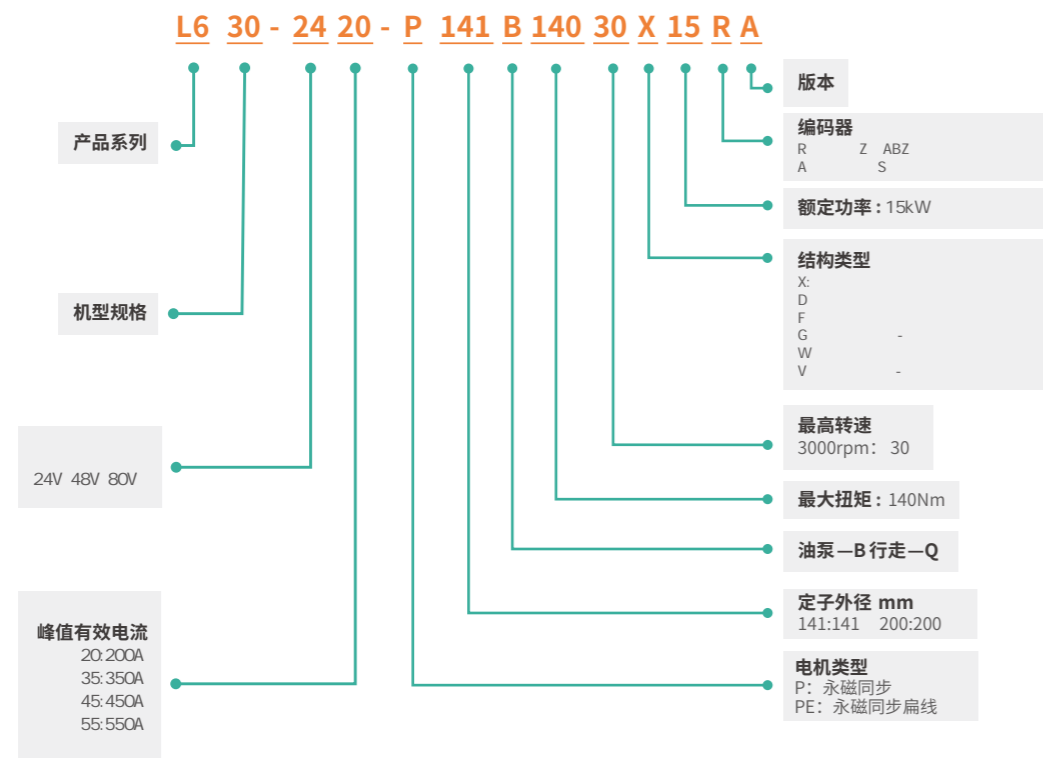 L6 30 - 24 20 - P 141 B 140 30 X 15 R A
产品系列
机型规格
24V 48V 80V
峰值有效电流
20:200A
35:350A
45:450A
55:550A
版本
编码器
R Z ABZ
A S
额定功率 : 15kW
结构类型
X:
D
F
G -
W
V -
最高转速
3000rpm： 30
最大扭矩 : 140Nm
油泵—B 行走—Q
定子外径 mm
141:141 200:200
电机类型
P：永磁同步
PE：永磁同步扁线